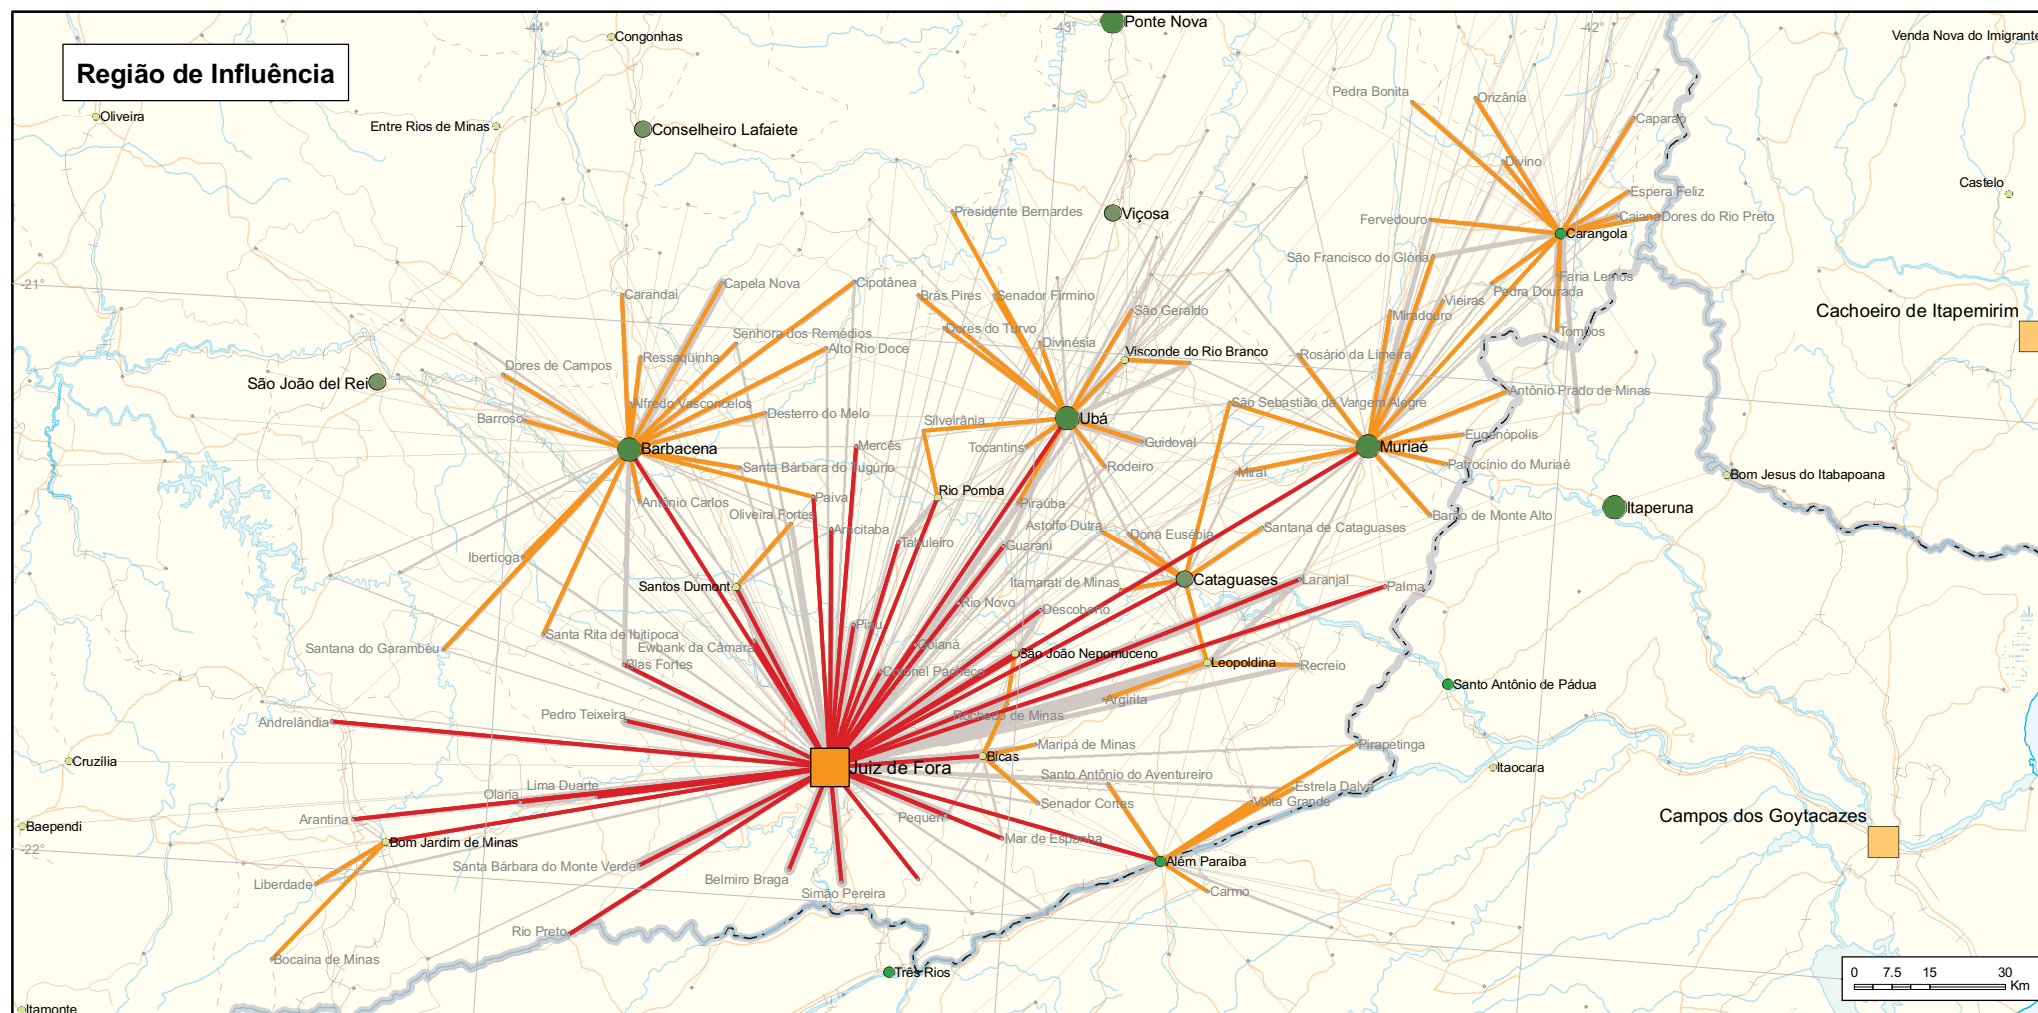 -44°
-43°
-42°
Ponte Nova
Congonhas
Venda Nova do Imigrante
Região de Influência
Pedra Bonita
Orizânia
Oliveira
Entre Rios de Minas
Conselheiro Lafaiete
Caparaó
Divino
Castelo
Espera Feliz
Presidente Bernardes
Viçosa
Fervedouro
Caiana
Dores do Rio Preto
Carangola
São Francisco do Glória
-21°
Capela Nova
Cipotânea
Faria Lemos
Carandaí
Brás Pires
Senador Firmino
Pedra Dourada
Vieiras
São Geraldo
Cachoeiro de Itapemirim
Miradouro
Dores do Turvo
Senhora dos Remédios
Tombos
Divinésia
Alto Rio Doce
Visconde do Rio Branco
Rosário da Limeira
Ressaquinha
Dores de Campos
São João del Rei
Antônio Prado de Minas
Alfredo Vasconcelos
São Sebastião da Vargem Alegre
Desterro do Melo
Barroso
Silveirânia
Ubá
Eugenópolis
Guidoval
Mercês
Tocantins
Muriaé
Barbacena
Patrocínio do Muriaé
Santa Bárbara do Tugúrio
Rodeiro
Miraí
Bom Jesus do Itabapoana
Rio Pomba
Paiva
Antônio Carlos
Piraúba
Itaperuna
Oliveira Fortes
Barão de Monte Alto
Astolfo Dutra
Santana de Cataguases
Aracitaba
Dona Eusébia
Tabuleiro
Guarani
Ibertioga
Cataguases
Laranjal
Itamarati de Minas
Santos Dumont
Palma
Rio Novo
Descoberto
Piau
Santa Rita de Ibitipoca
Santana do Garambéu
Ewbank da Câmara
Goianá
São João Nepomuceno
Leopoldina
Bias Fortes
Recreio
Coronel Pacheco
Santo Antônio de Pádua
Argirita
Pedro Teixeira
Rochedo de Minas
Andrelândia
Maripá de Minas
Pirapetinga
Bicas
Cruzília
Juiz de Fora
Itaocara
Santo Antônio do Aventureiro
Lima Duarte
Estrela Dalva
Olaria
Volta Grande
Senador Cortes
Campos dos Goytacazes
Arantina
Pequeri
Baependi
Mar de Espanha
Bom Jardim de Minas
-22°
Além Paraíba
Santa Bárbara do Monte Verde
Belmiro Braga
Liberdade
Simão Pereira
Carmo
Rio Preto
Bocaina de Minas
Três Rios
0 7.5 15 30
Km
Itamonte